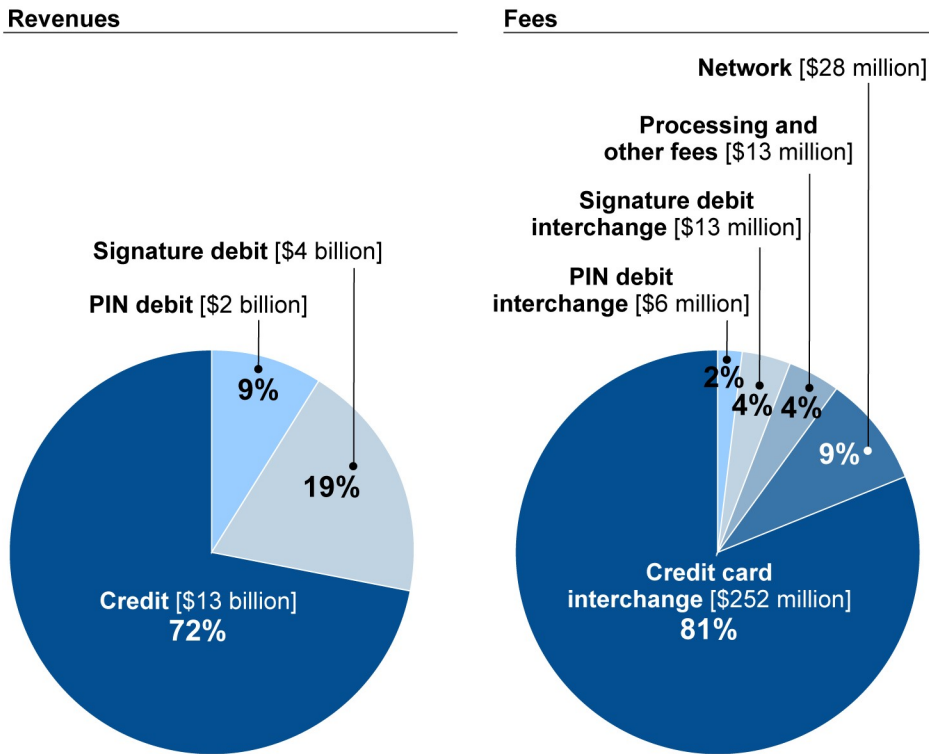 Revenues
Signature debit [$4 billion]
PIN debit [$2 billion]
9%
19%
Credit [$13 billion]
72%
Fees
Network [$28 million]
Processing and
other fees [$13 million]
Signature debit
interchange [$13 million]
PIN debit
interchange [$6 million]
2%
4%
4%
9%
Credit card
interchange [$252 million]
81%